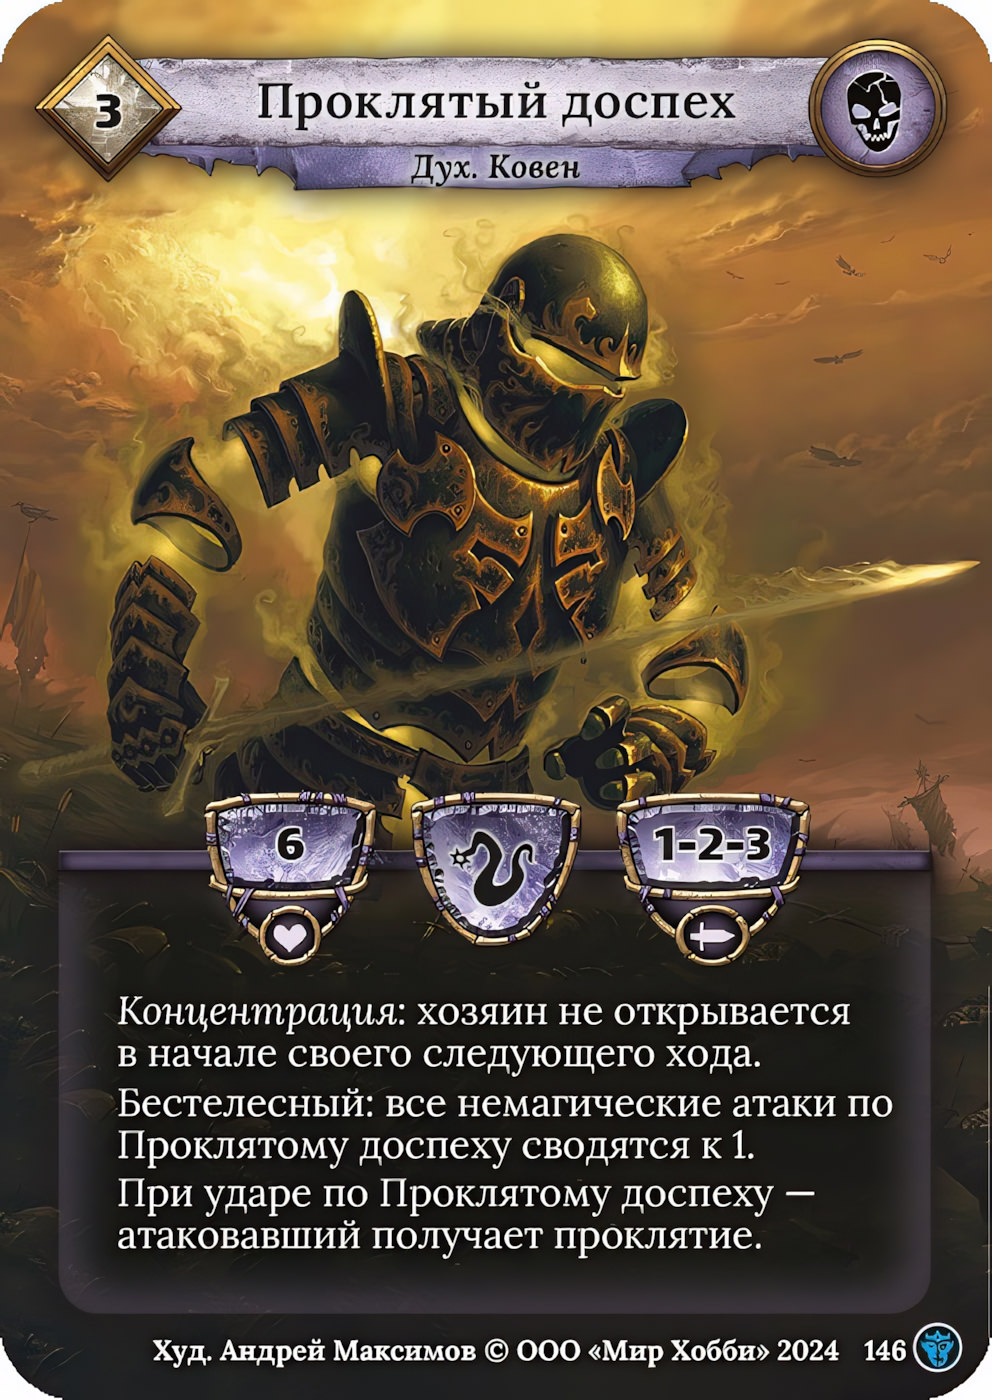 3
Проклятый доспех
Дух. Ковен
6
1-2-3
Концентрация: хозяин не открывается
в начале своего следующего хода.
Бестелесный: все немагические атаки по
Проклятому доспеху сводятся к 1.
При ударе по Проклятому доспеху —
атаковавший получает проклятие.
Худ. Андрей Максимов © ООО «Мир Хобби» 2024 146